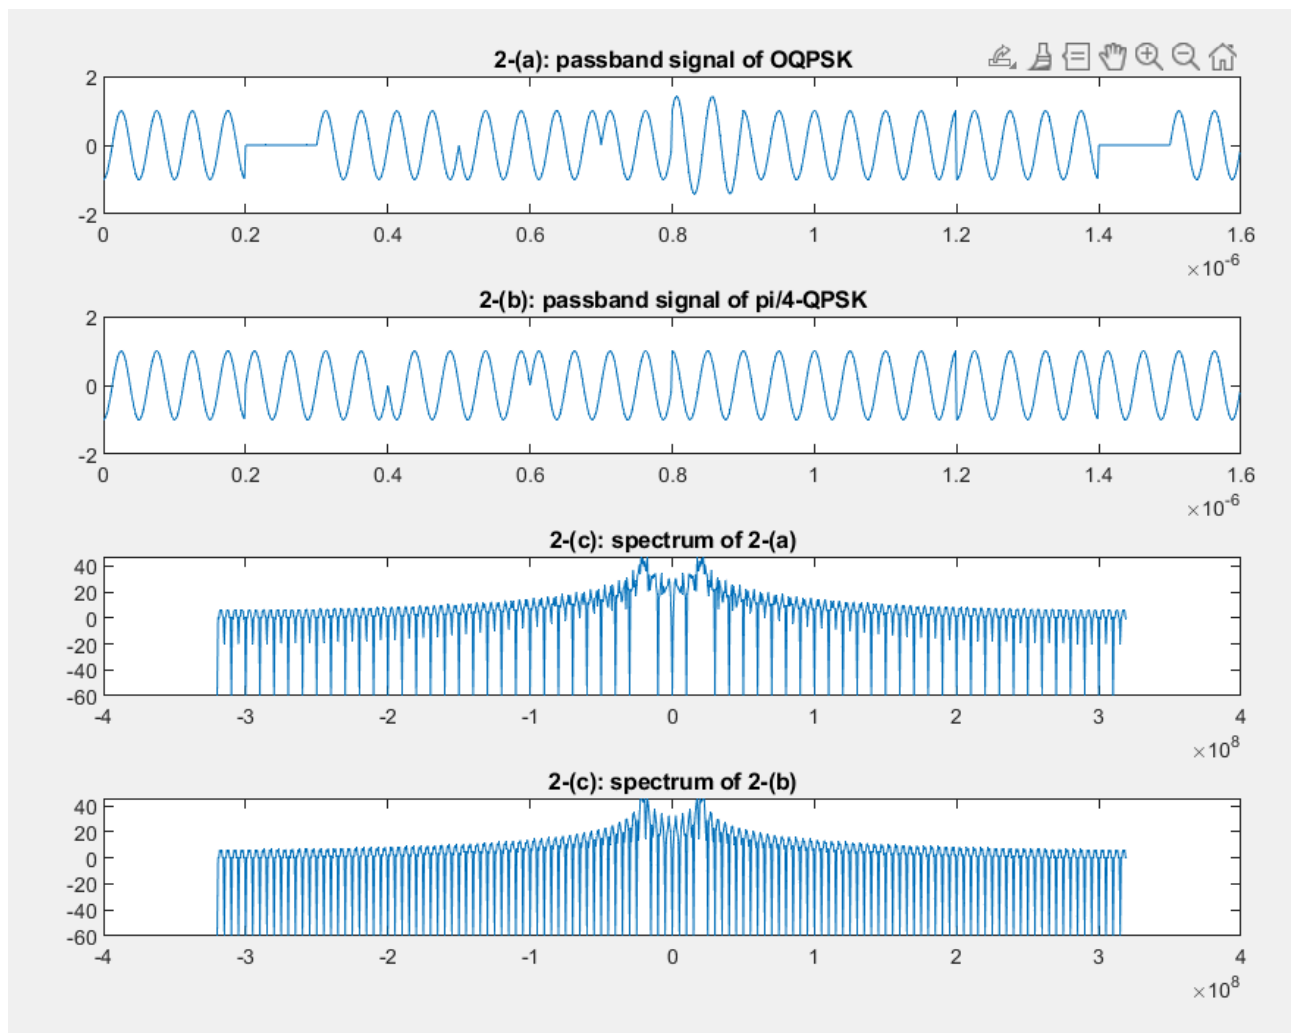 2-(a): passband signal of OQPSK
2
0
-2
0 0.2 0.4 0.6 0.8 1 1.2 1.4 1.6
×10⁻⁶
2-(b): passband signal of pi/4-QPSK
2
0
-2
0 0.2 0.4 0.6 0.8 1 1.2 1.4 1.6
×10⁻⁶
2-(c): spectrum of 2-(a)
40
20
0
-20
-40
-60
-4 -3 -2 -1 0 1 2 3 4
×10⁸
2-(c): spectrum of 2-(b)
40
20
0
-20
-40
-60
-4 -3 -2 -1 0 1 2 3 4
×10⁸